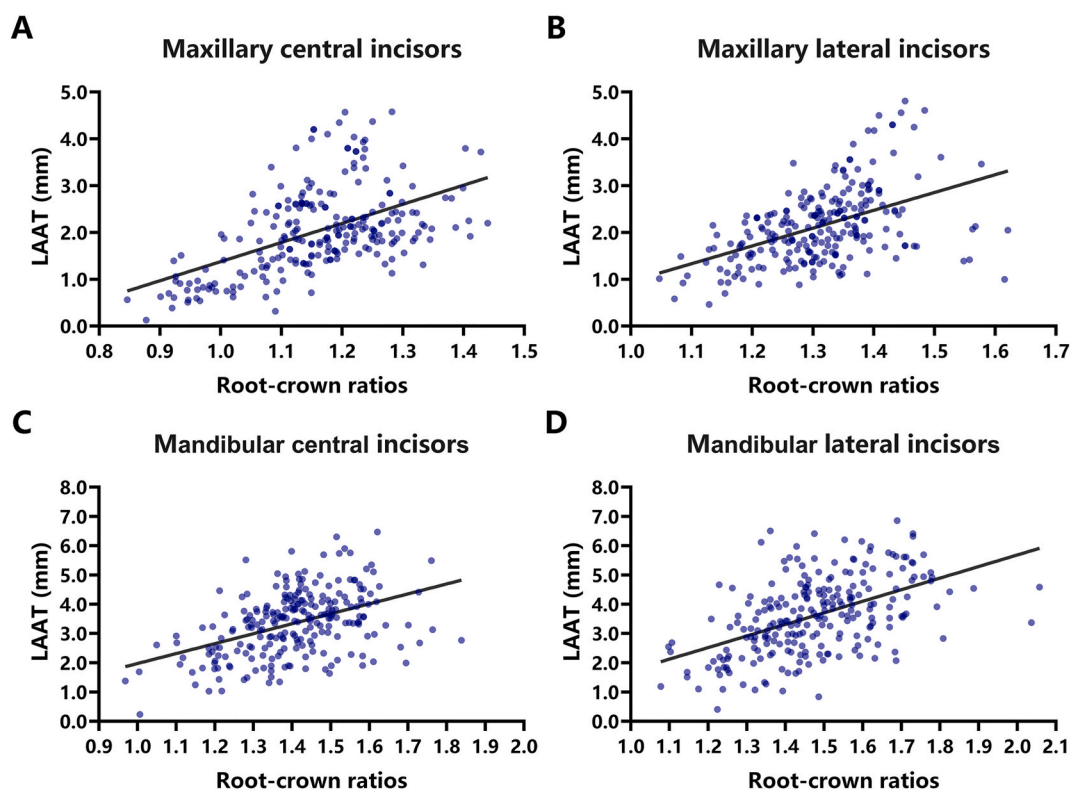 A
Maxillary central incisors
LAAT (mm)
5.0
4.0
3.0
2.0
1.0
0.0
0.8 0.9 1.0 1.1 1.2 1.3 1.4 1.5
Root-crown ratios
B
Maxillary lateral incisors
LAAT (mm)
5.0
4.0
3.0
2.0
1.0
0.0
1.0 1.1 1.2 1.3 1.4 1.5 1.6 1.7
Root-crown ratios
C
Mandibular central incisors
LAAT (mm)
8.0
7.0
6.0
5.0
4.0
3.0
2.0
1.0
0.0
0.9 1.0 1.1 1.2 1.3 1.4 1.5 1.6 1.7 1.8 1.9 2.0
Root-crown ratios
D
Mandibular lateral incisors
LAAT (mm)
8.0
7.0
6.0
5.0
4.0
3.0
2.0
1.0
0.0
1.0 1.1 1.2 1.3 1.4 1.5 1.6 1.7 1.8 1.9 2.0 2.1
Root-crown ratios